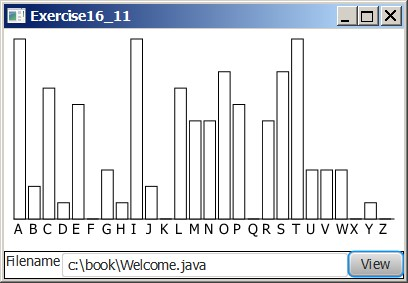 Exercise16_11
A B C D E F G H I J K L M N O P Q R S T U V W X Y Z
Filename c:\book\Welcome.java View